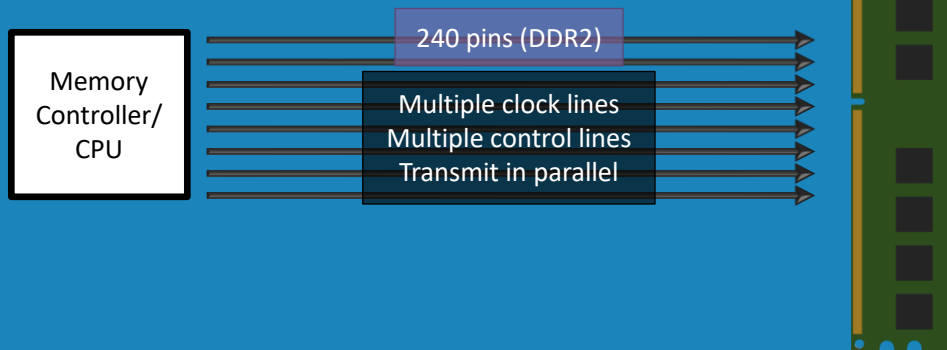 240 pins (DDR2)
Memory
Controller/
CPU
Multiple clock lines
Multiple control lines
Transmit in parallel